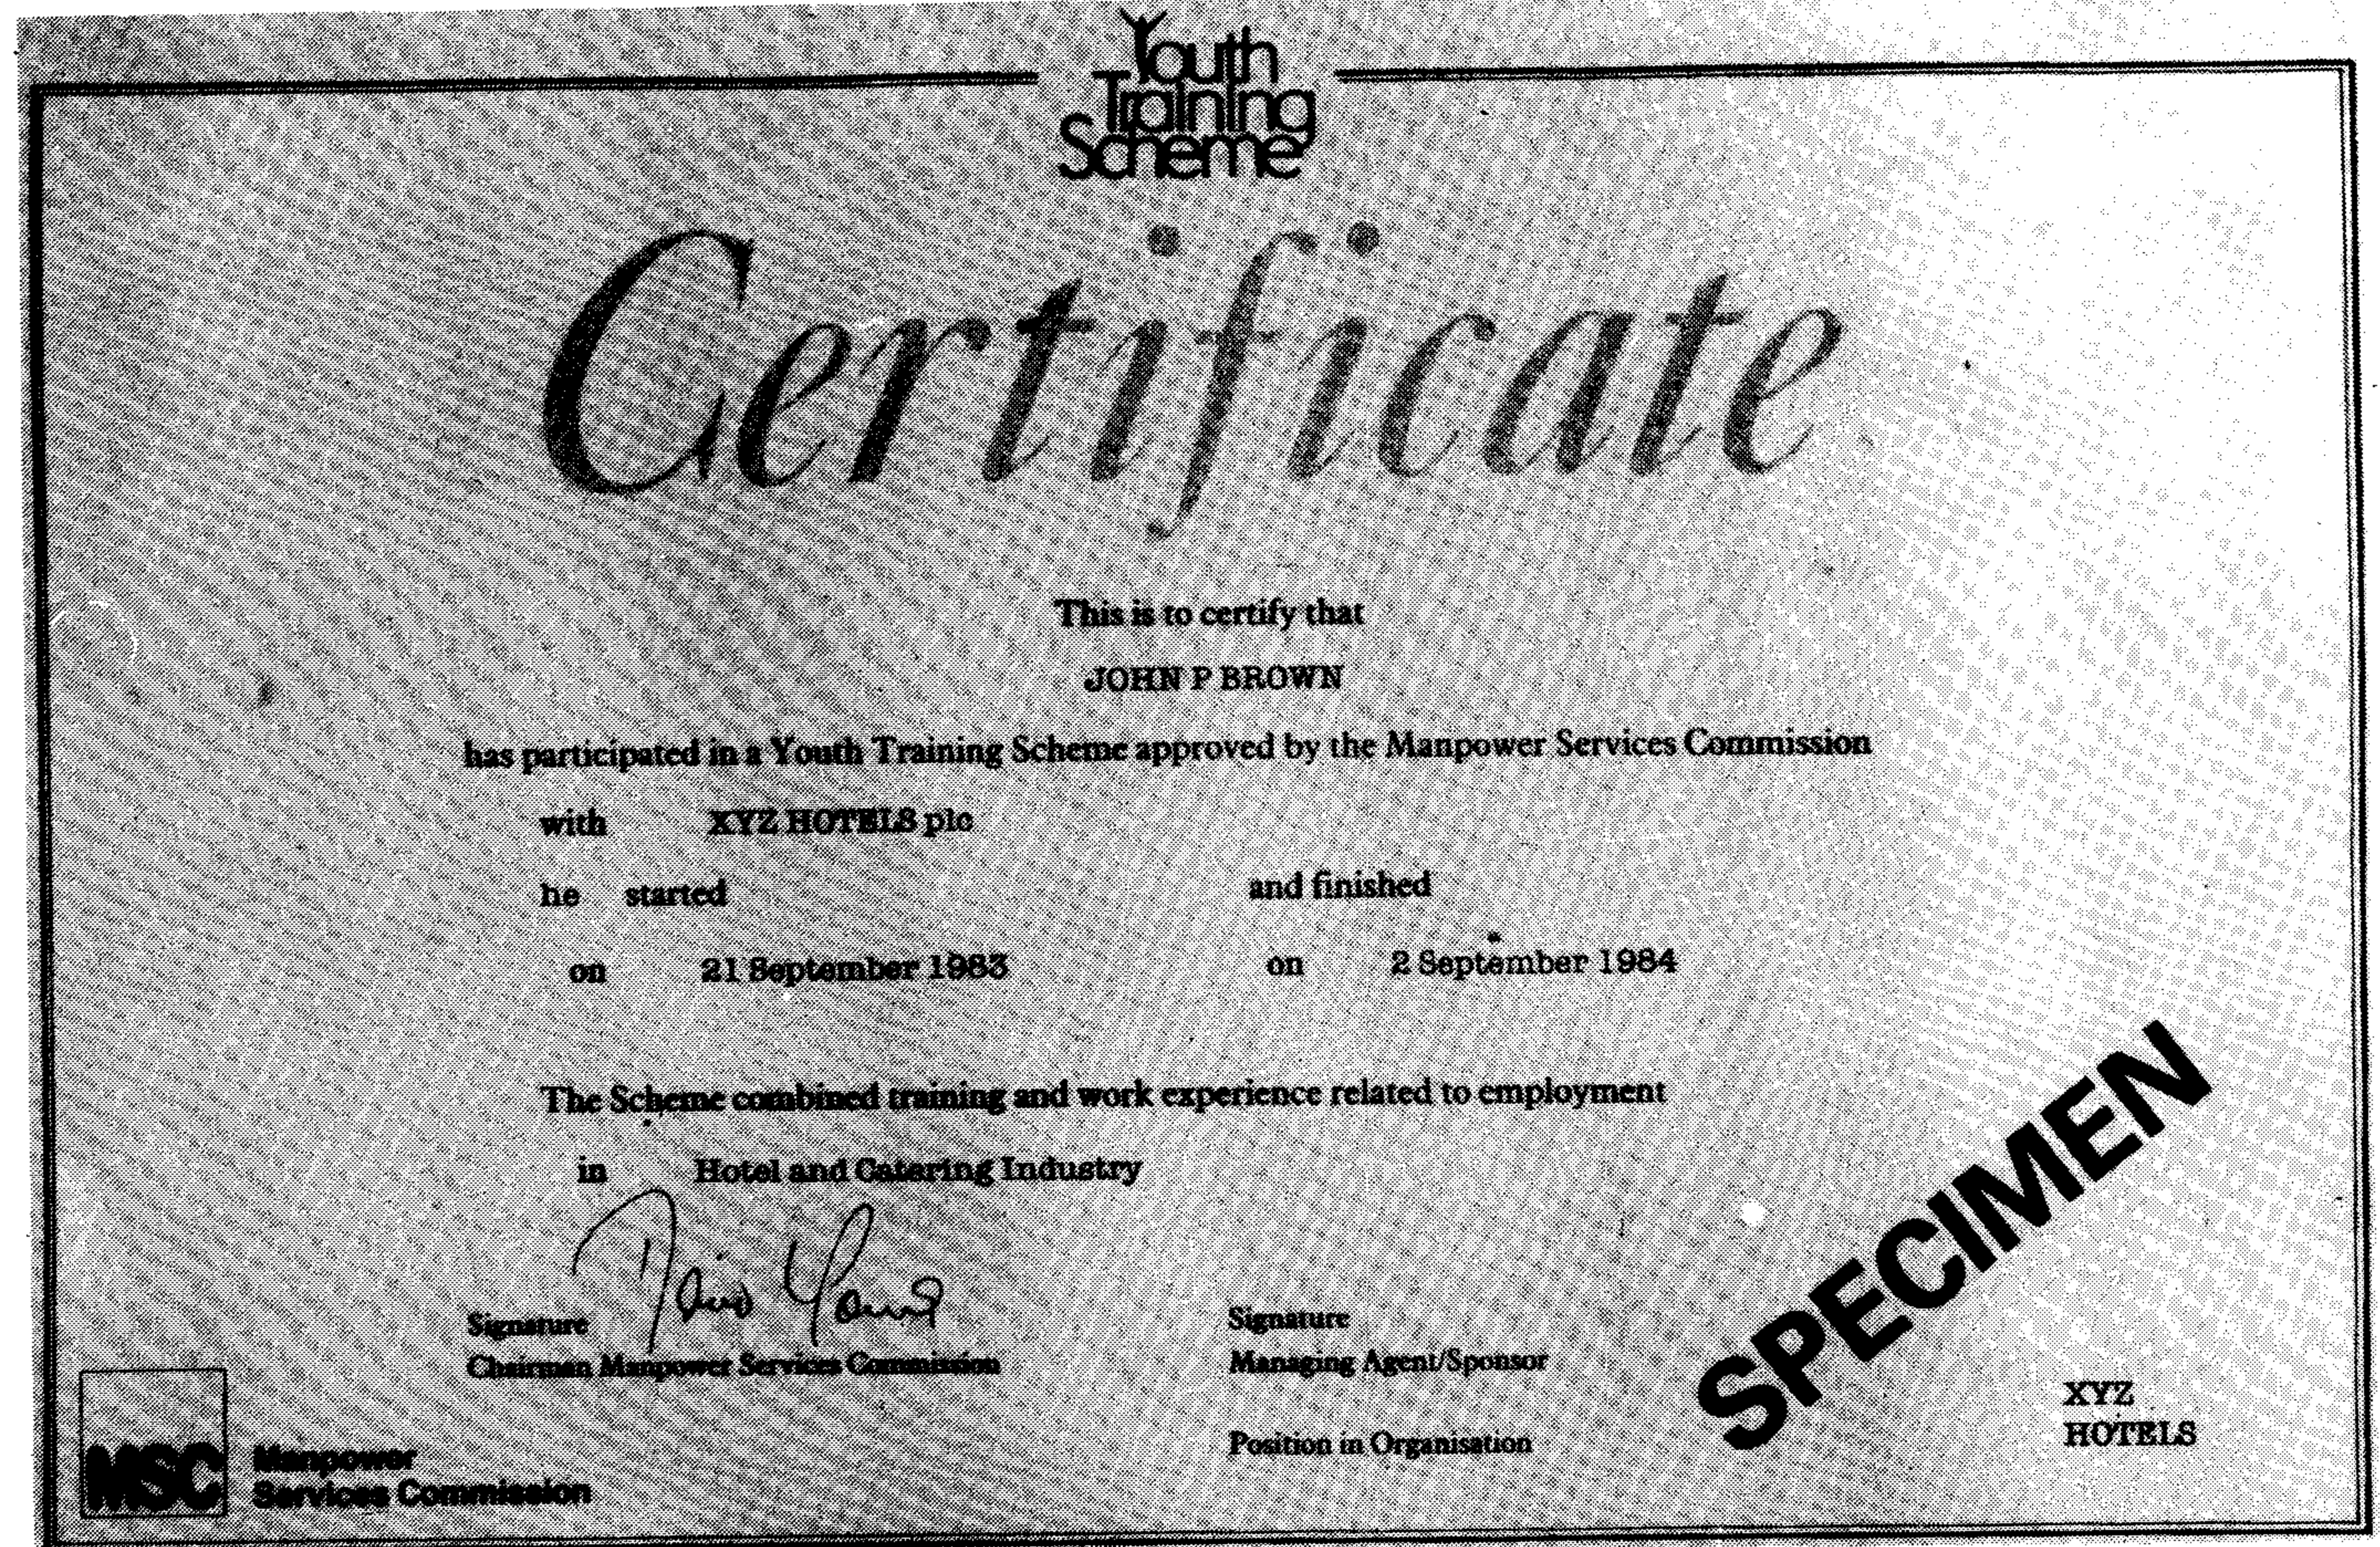 Youth
Training
Scheme
Certificate
This is to certify that
JOHN P BROWN
has participated in a Youth Training Scheme approved by the Manpower Services Commission
with XYZ HOTELS plc
he started and finished
on 21 September 1983 on 2 September 1984
The Scheme combined training and work experience related to employment
in Hotel and Catering Industry
David Young
Signature Signature
Chairman Manpower Services Commission Managing Agent/Sponsor
SPECIMEN
XYZ
HOTELS
Position in Organisation
MSC Manpower
Services Commission